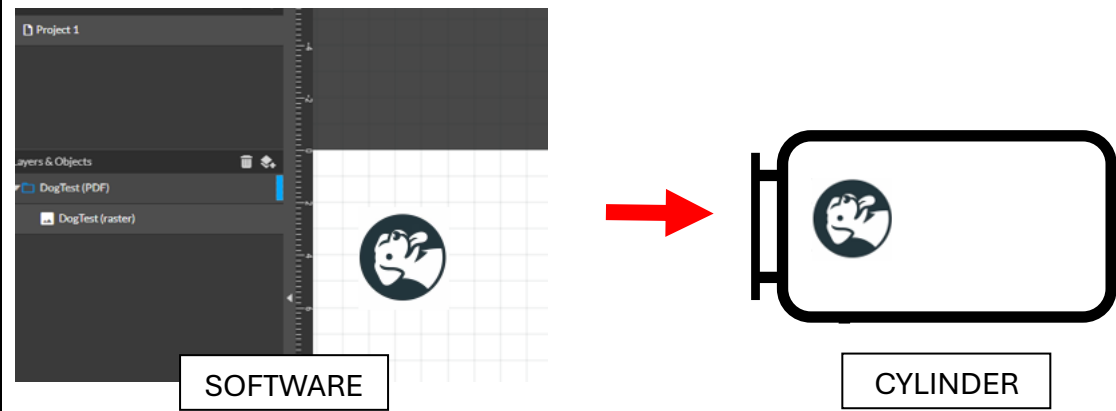 Project 1
Layers & Objects
DogTest (PDF)
DogTest (raster)
SOFTWARE
CYLINDER